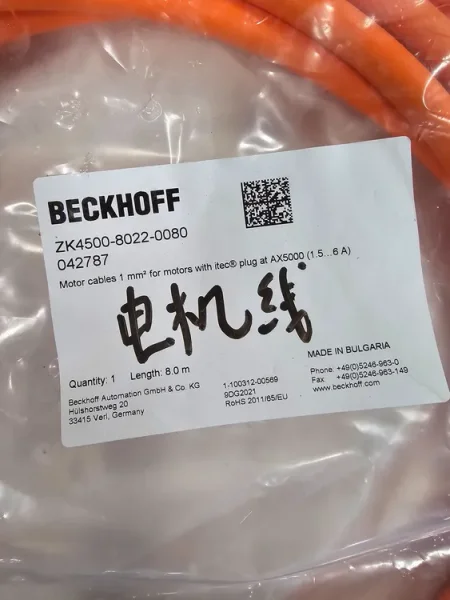 BECKHOFF
ZK4500-8022-0080
042787
Motor cables 1 mm² for motors with itec® plug at AX5000 (1.5...6 A)
电机线
MADE IN BULGARIA
Quantity: 1 Length: 8.0 m
Beckhoff Automation GmbH & Co. KG
Hülshorstweg 20
33415 Verl, Germany
1-100312-00569
9DG2021
RoHS 2011/65/EU
Phone +49(0)5246-963-0
Fax +49(0)5246-963-149
www.beckhoff.com